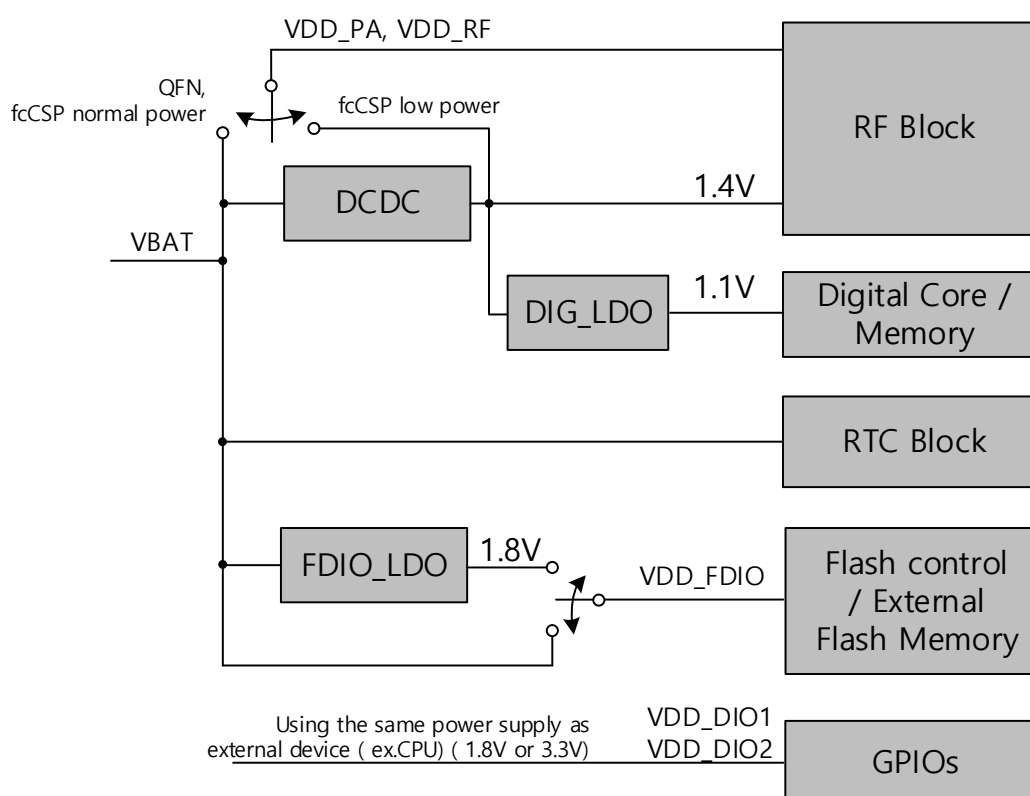 VDD_PA, VDD_RF
QFN,
fcCSP normal power
fcCSP low power
RF Block
DCDC
1.4V
VBAT
DIG_LDO
1.1V
Digital Core /
Memory
RTC Block
FDIO_LDO
1.8V
VDD_FDIO
Flash control
/ External
Flash Memory
Using the same power supply as
external device ( ex.CPU) ( 1.8V or 3.3V)
VDD_DIO1
VDD_DIO2
GPIOs